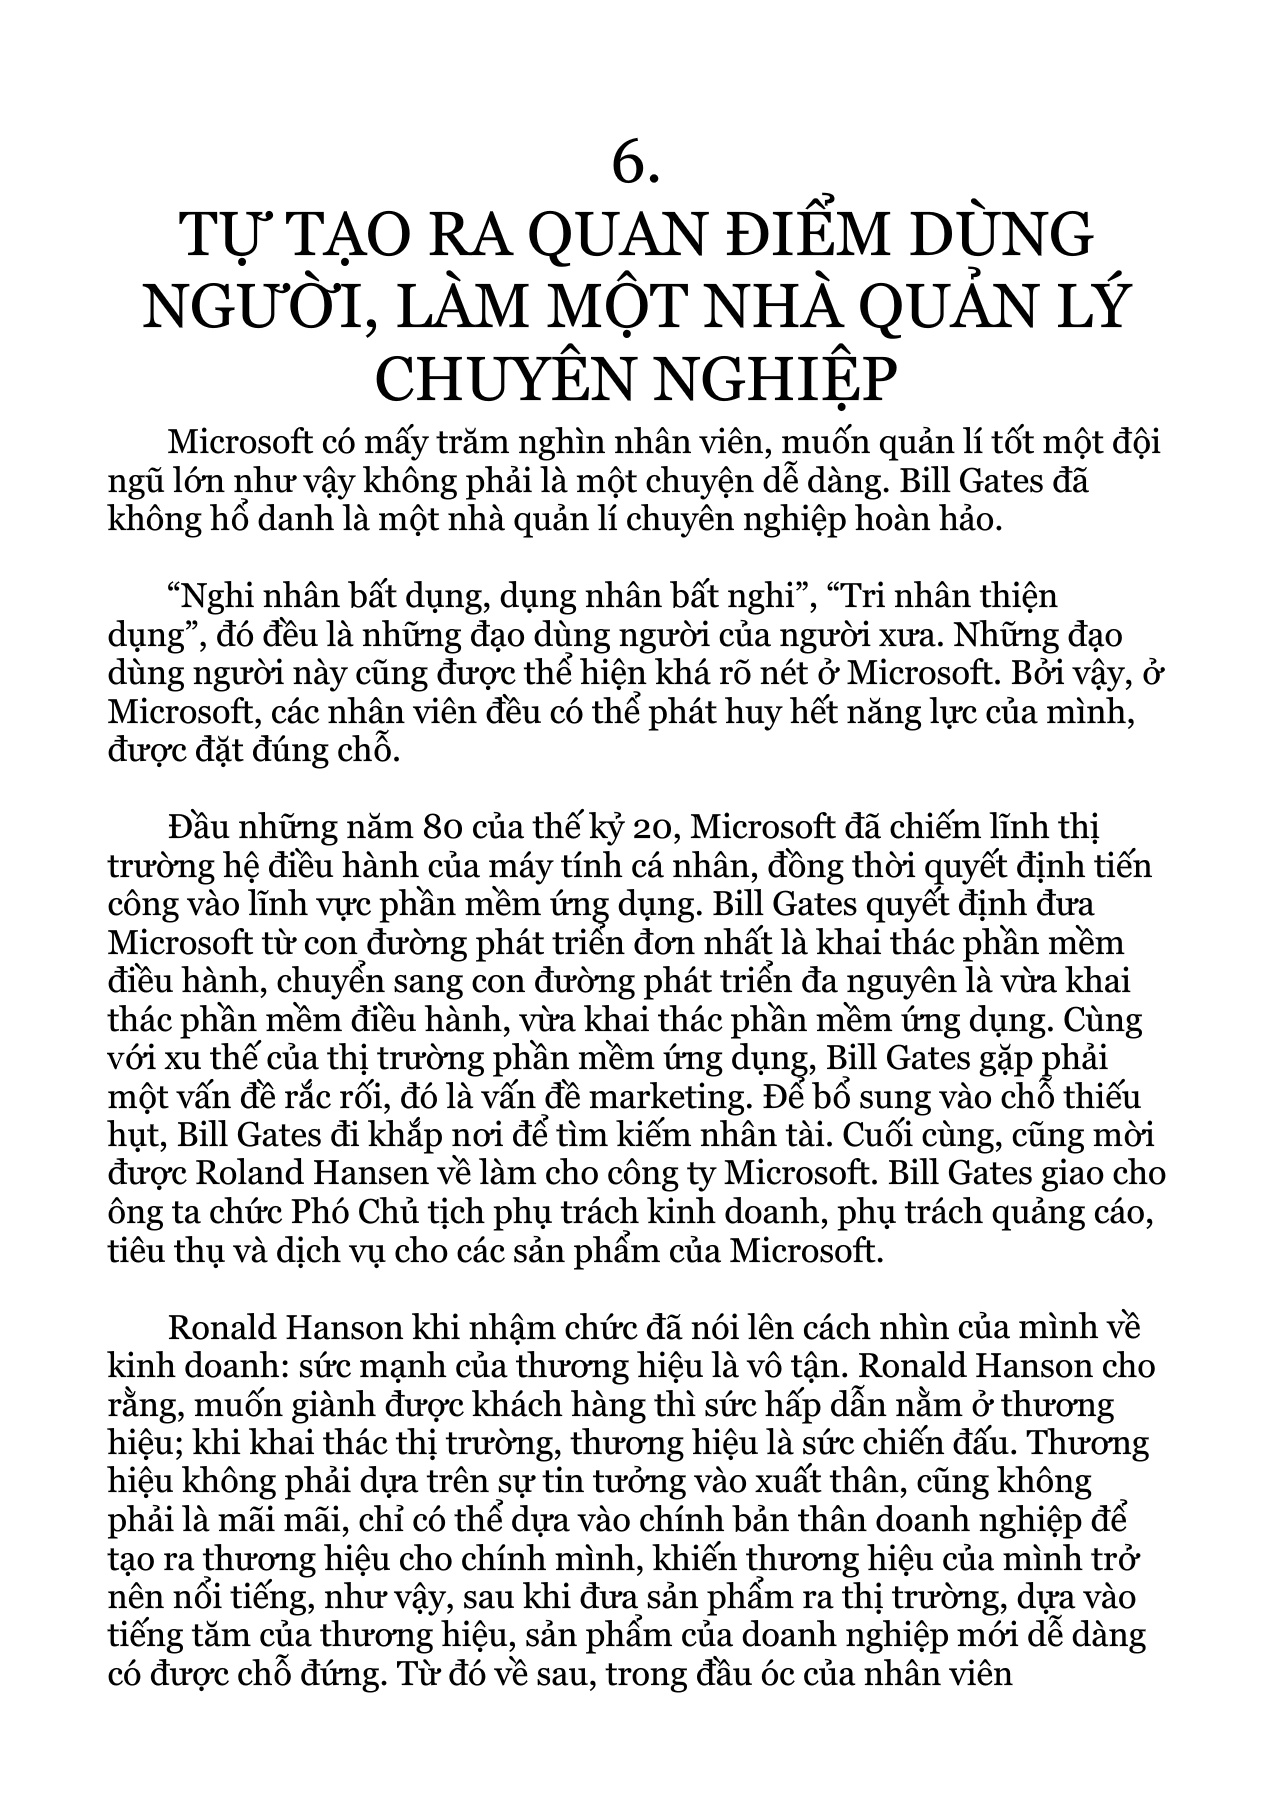 6.
TỰ TẠO RA QUAN ĐIỂM DÙNG
NGƯỜI, LÀM MỘT NHÀ QUẢN LÝ
CHUYÊN NGHIỆP
Microsoft có mấy trăm nghìn nhân viên, muốn quản lí tốt một đội
ngũ lớn như vậy không phải là một chuyện dễ dàng. Bill Gates đã
không hổ danh là một nhà quản lí chuyên nghiệp hoàn hảo.
“Nghi nhân bất dụng, dụng nhân bất nghi”, “Tri nhân thiện
dụng”, đó đều là những đạo dùng người của người xưa. Những đạo
dùng người này cũng được thể hiện khá rõ nét ở Microsoft. Bởi vậy, ở
Microsoft, các nhân viên đều có thể phát huy hết năng lực của mình,
được đặt đúng chỗ.
Đầu những năm 80 của thế kỷ 20, Microsoft đã chiếm lĩnh thị
trường hệ điều hành của máy tính cá nhân, đồng thời quyết định tiến
công vào lĩnh vực phần mềm ứng dụng. Bill Gates quyết định đưa
Microsoft từ con đường phát triển đơn nhất là khai thác phần mềm
điều hành, chuyển sang con đường phát triển đa nguyên là vừa khai
thác phần mềm điều hành, vừa khai thác phần mềm ứng dụng. Cùng
với xu thế của thị trường phần mềm ứng dụng, Bill Gates gặp phải
một vấn đề rắc rối, đó là vấn đề marketing. Để bổ sung vào chỗ thiếu
hụt, Bill Gates đi khắp nơi để tìm kiếm nhân tài. Cuối cùng, cũng mời
được Roland Hansen về làm cho công ty Microsoft. Bill Gates giao cho
ông ta chức Phó Chủ tịch phụ trách kinh doanh, phụ trách quảng cáo,
tiêu thụ và dịch vụ cho các sản phẩm của Microsoft.
Ronald Hanson khi nhậm chức đã nói lên cách nhìn của mình về
kinh doanh: sức mạnh của thương hiệu là vô tận. Ronald Hanson cho
rằng, muốn giành được khách hàng thì sức hấp dẫn nằm ở thương
hiệu; khi khai thác thị trường, thương hiệu là sức chiến đấu. Thương
hiệu không phải dựa trên sự tin tưởng vào xuất thân, cũng không
phải là mãi mãi, chỉ có thể dựa vào chính bản thân doanh nghiệp để
tạo ra thương hiệu cho chính mình, khiến thương hiệu của mình trở
nên nổi tiếng, như vậy, sau khi đưa sản phẩm ra thị trường, dựa vào
tiếng tăm của thương hiệu, sản phẩm của doanh nghiệp mới dễ dàng
có được chỗ đứng. Từ đó về sau, trong đầu óc của nhân viên